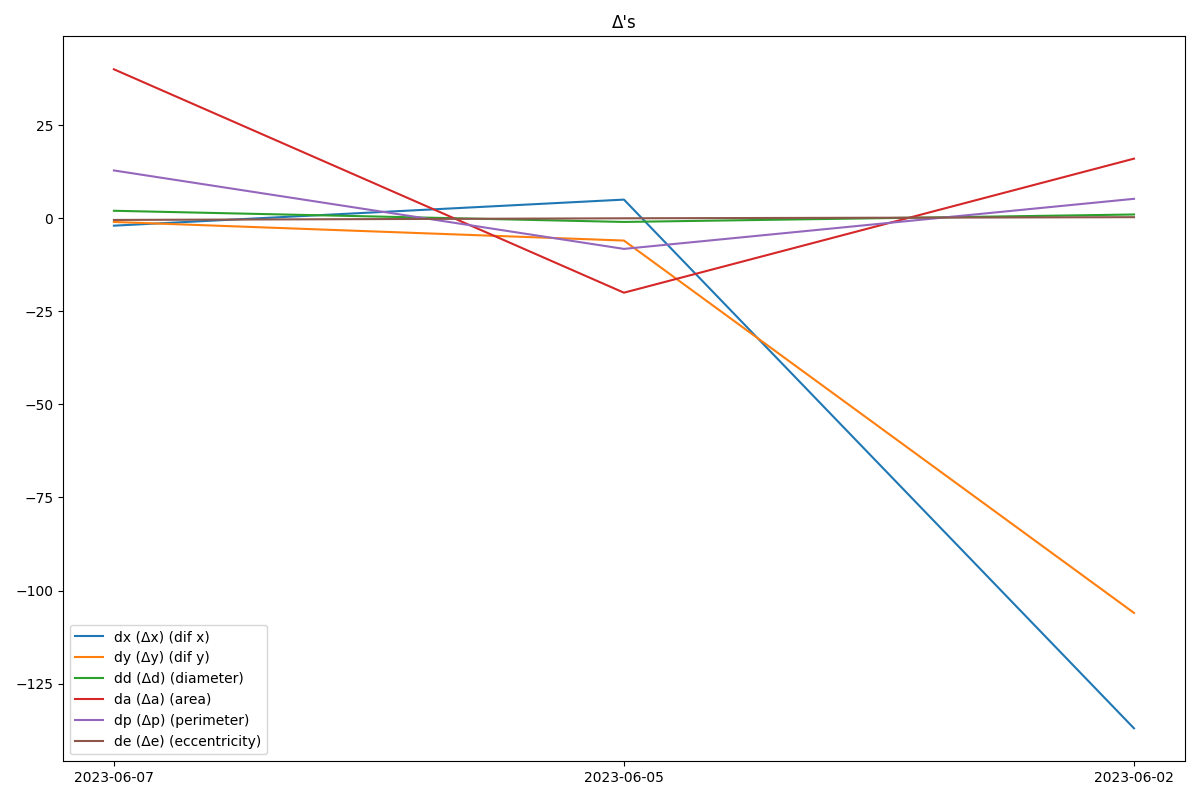 Δ's
25
0
−25
−50
−75
−100
−125
dx (Δx) (dif x)
dy (Δy) (dif y)
dd (Δd) (diameter)
da (Δa) (area)
dp (Δp) (perimeter)
de (Δe) (eccentricity)
2023-06-07 2023-06-05 2023-06-02